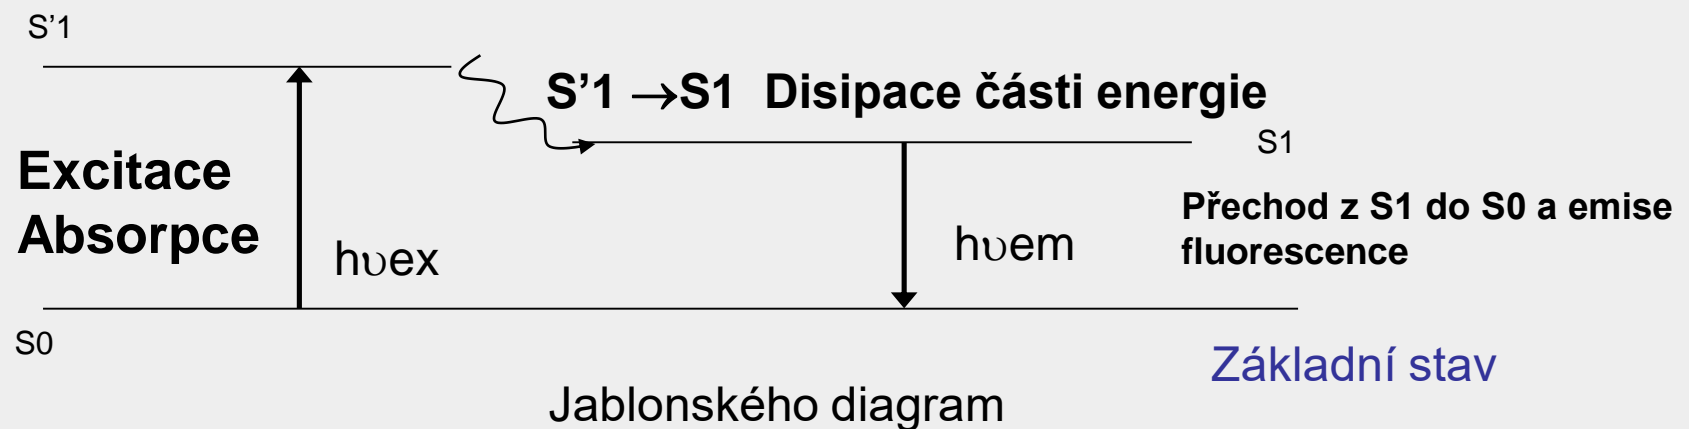 S’1
S’1 →S1 Disipace části energie
S1
Excitace
Absorpce
hυex
hυem
Přechod z S1 do S0 a emise
fluorescence
S0
Základní stav
Jablonského diagram